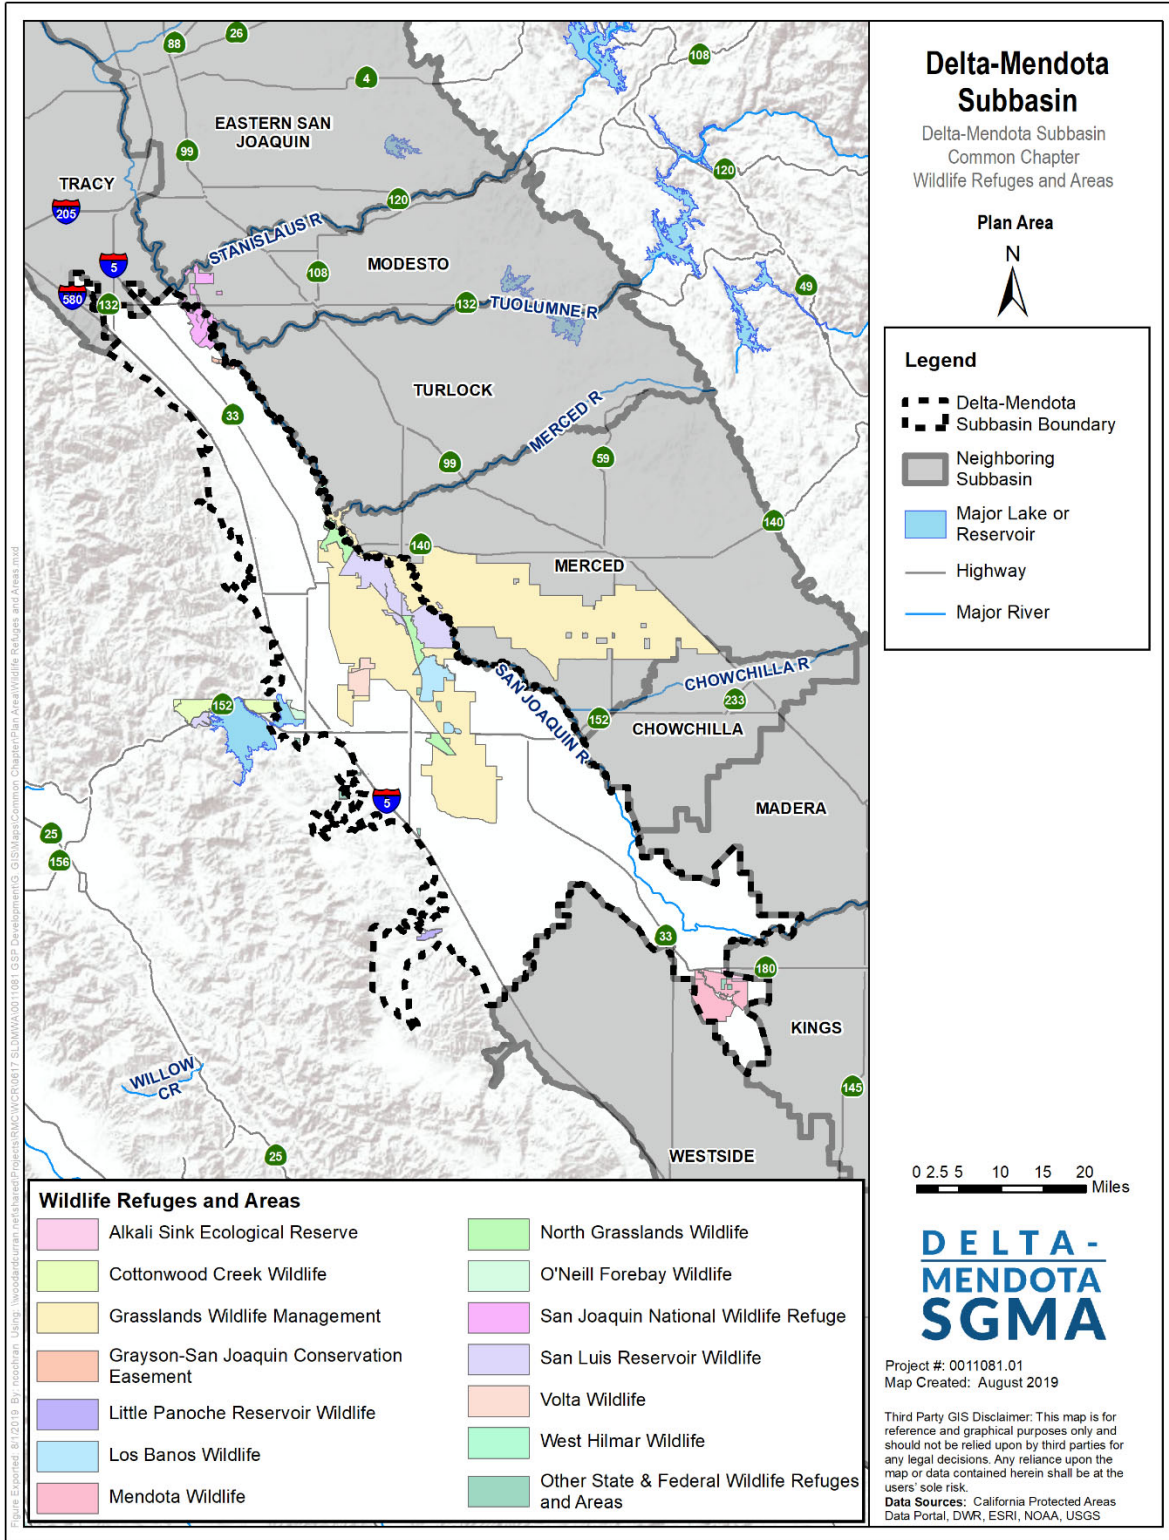 Delta-Mendota
Subbasin
Delta-Mendota Subbasin
Common Chapter
Wildlife Refuges and Areas
Plan Area
N
Legend
Delta-Mendota
Subbasin Boundary
Neighboring
Subbasin
Major Lake or
Reservoir
Highway
Major River
88
26
4
108
EASTERN SAN
JOAQUIN
99
TRACY
120
120
205
STANISLAUS R
5
108
MODESTO
49
580
132
132
TUOLUMNE R
TURLOCK
33
MERCED R
99
59
140
140
MERCED
SAN JOAQUIN R
CHOWCHILLA R
152
233
152
CHOWCHILLA
5
MADERA
25
156
33
180
KINGS
WILLOW
CR
145
25
WESTSIDE
0 2.5 5 10 15 20
Miles
Wildlife Refuges and Areas
Alkali Sink Ecological Reserve
Cottonwood Creek Wildlife
Grasslands Wildlife Management
Grayson-San Joaquin Conservation
Easement
Little Panoche Reservoir Wildlife
Los Banos Wildlife
Mendota Wildlife
North Grasslands Wildlife
O'Neill Forebay Wildlife
San Joaquin National Wildlife Refuge
San Luis Reservoir Wildlife
Volta Wildlife
West Hilmar Wildlife
Other State & Federal Wildlife Refuges
and Areas
DELTA-
MENDOTA
SGMA
Project #: 0011081.01
Map Created: August 2019
Third Party GIS Disclaimer: This map is for
reference and graphical purposes only and
should not be relied upon by third parties for
any legal decisions. Any reliance upon the
map or data contained herein shall be at the
users' sole risk.
Data Sources: California Protected Areas
Data Portal, DWR, ESRI, NOAA, USGS
Figure Exported: 8/1/2019 By: ncochran Using: